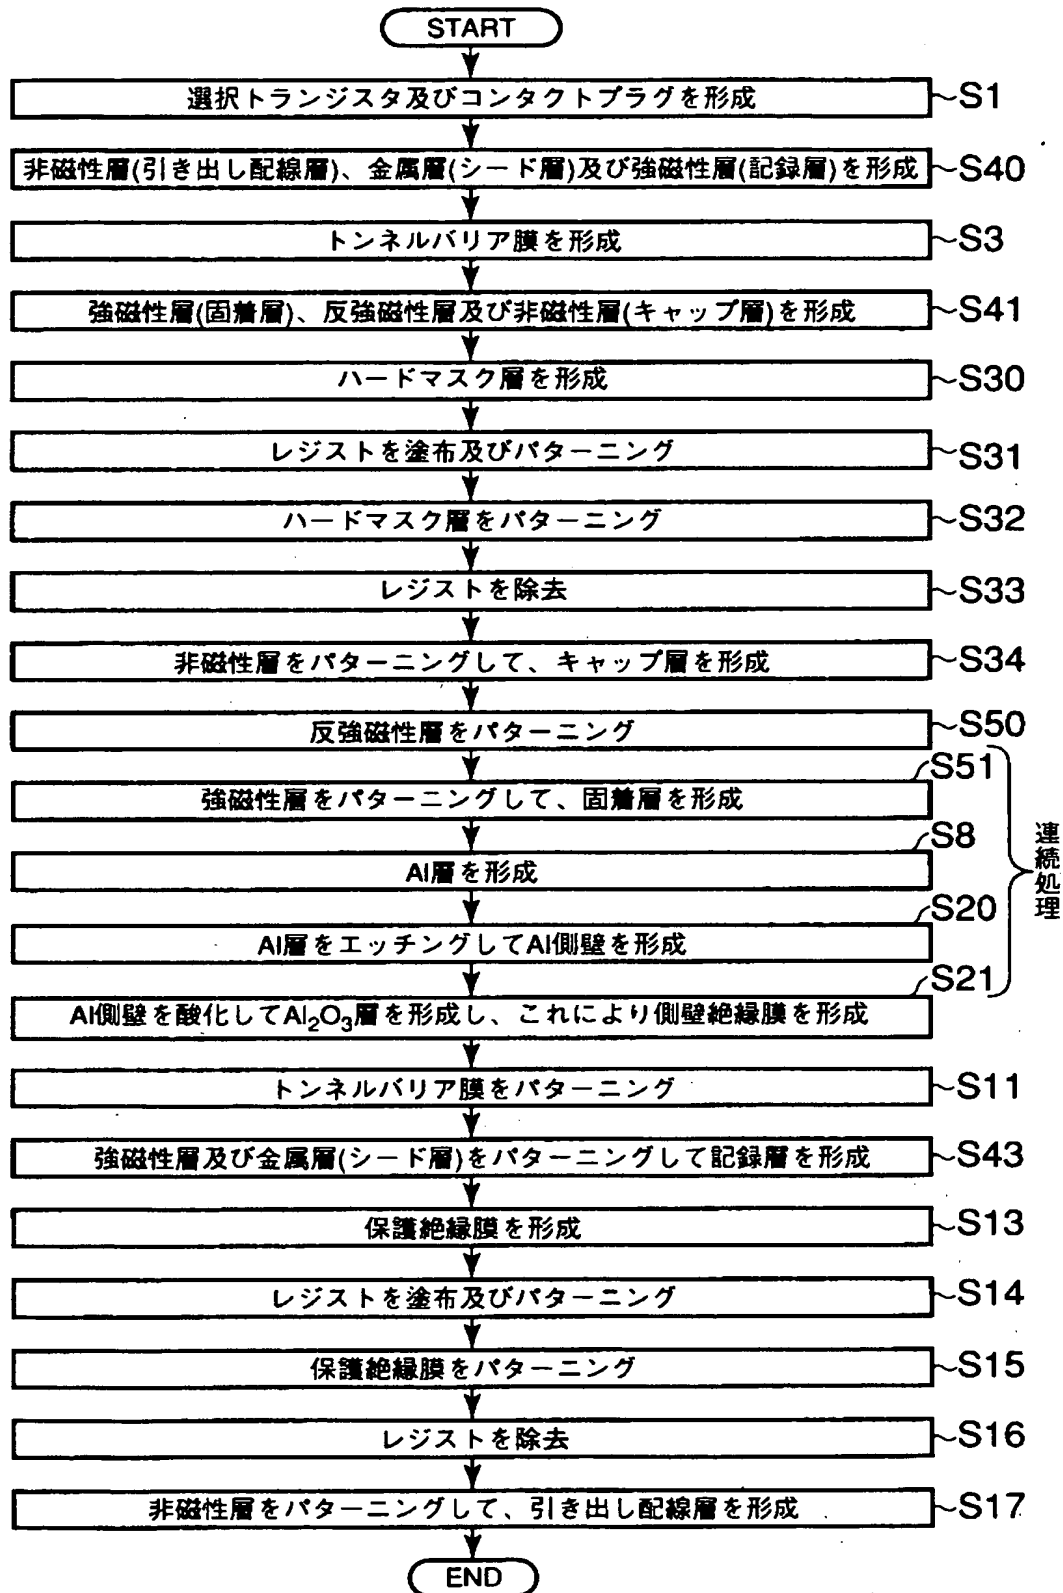 START
選択トランジスタ及びコンタクトプラグを形成 S1
非磁性層(引き出し配線層)、金属層(シード層)及び強磁性層(記録層)を形成 S40
トンネルバリア膜を形成 S3
強磁性層(固着層)、反強磁性層及び非磁性層(キャップ層)を形成 S41
ハードマスク層を形成 S30
レジストを塗布及びパターニング S31
ハードマスク層をパターニング S32
レジストを除去 S33
非磁性層をパターニングして、キャップ層を形成 S34
反強磁性層をパターニング S50
強磁性層をパターニングして、固着層を形成 S51
Al層を形成 S8
Al層をエッチングしてAl側壁を形成 S20
Al側壁を酸化してAl₂O₃層を形成し、これにより側壁絶縁膜を形成 S21
連続処理
トンネルバリア膜をパターニング S11
強磁性層及び金属層(シード層)をパターニングして記録層を形成 S43
保護絶縁膜を形成 S13
レジストを塗布及びパターニング S14
保護絶縁膜をパターニング S15
レジストを除去 S16
非磁性層をパターニングして、引き出し配線層を形成 S17
END